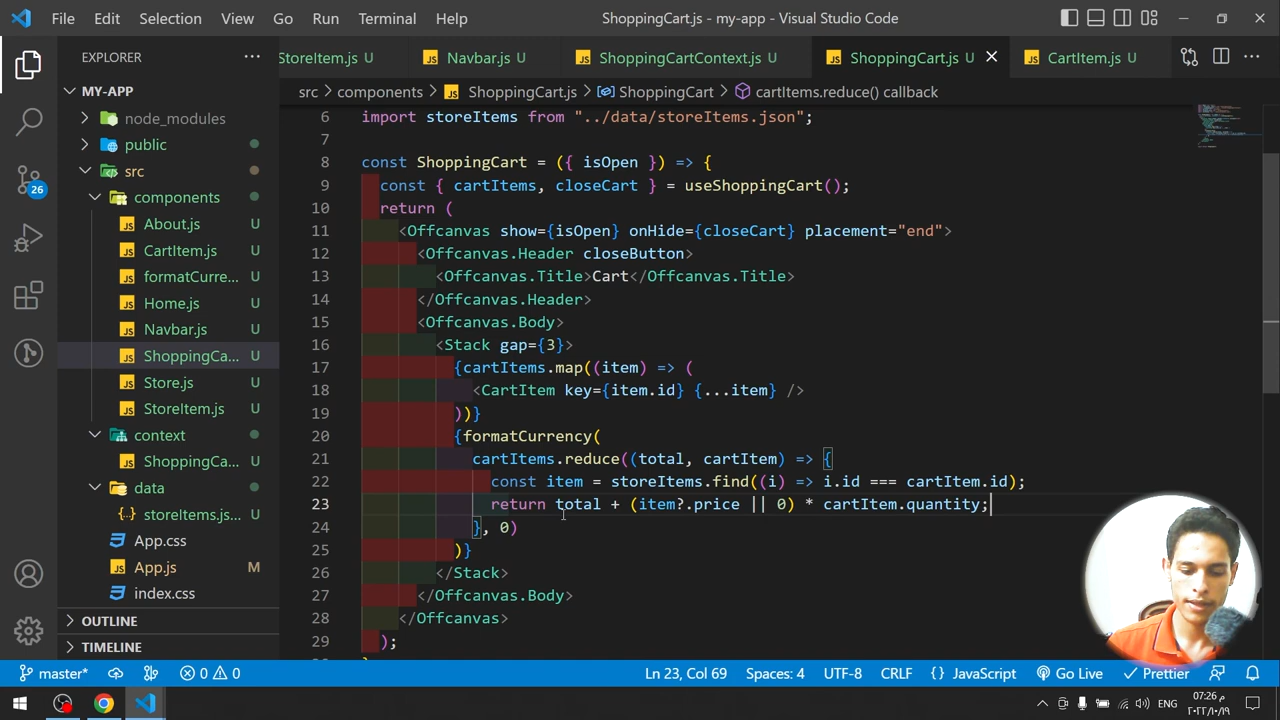 File Edit Selection View Go Run Terminal Help ShoppingCart.js - my-app - Visual Studio Code
EXPLORER
StoreItem.js U Navbar.js U ShoppingCartContext.js U ShoppingCart.js U CartItem.js U
MY-APP
src > components > ShoppingCart.js > ShoppingCart > cartItems.reduce() callback
node_modules
public
src
components
About.js U
CartItem.js U
formatCurre... U
Home.js U
Navbar.js U
ShoppingCa... U
Store.js U
StoreItem.js U
context
ShoppingCa... U
data
storeItems.js... U
App.css
App.js M
index.css
OUTLINE
TIMELINE
26
6 import storeItems from "../data/storeItems.json";
7
8 const ShoppingCart = ({ isOpen }) => {
9 const { cartItems, closeCart } = useShoppingCart();
10 return (
11 <Offcanvas show={isOpen} onHide={closeCart} placement="end">
12 <Offcanvas.Header closeButton>
13 <Offcanvas.Title>Cart</Offcanvas.Title>
14 </Offcanvas.Header>
15 <Offcanvas.Body>
16 <Stack gap={3}>
17 {cartItems.map((item) => (
18 <CartItem key={item.id} {...item} />
19 ))}
20 {formatCurrency(
21 cartItems.reduce((total, cartItem) => {
22 const item = storeItems.find((i) => i.id === cartItem.id);
23 return total + (item?.price || 0) * cartItem.quantity;
24 }, 0)
25 )}
26 </Stack>
27 </Offcanvas.Body>
28 </Offcanvas>
29 );
master* 0 0 Ln 23, Col 69 Spaces: 4 UTF-8 CRLF {} JavaScript Go Live Prettier
ENG 07:26 م
٢٠٢٢/١٠/١٩